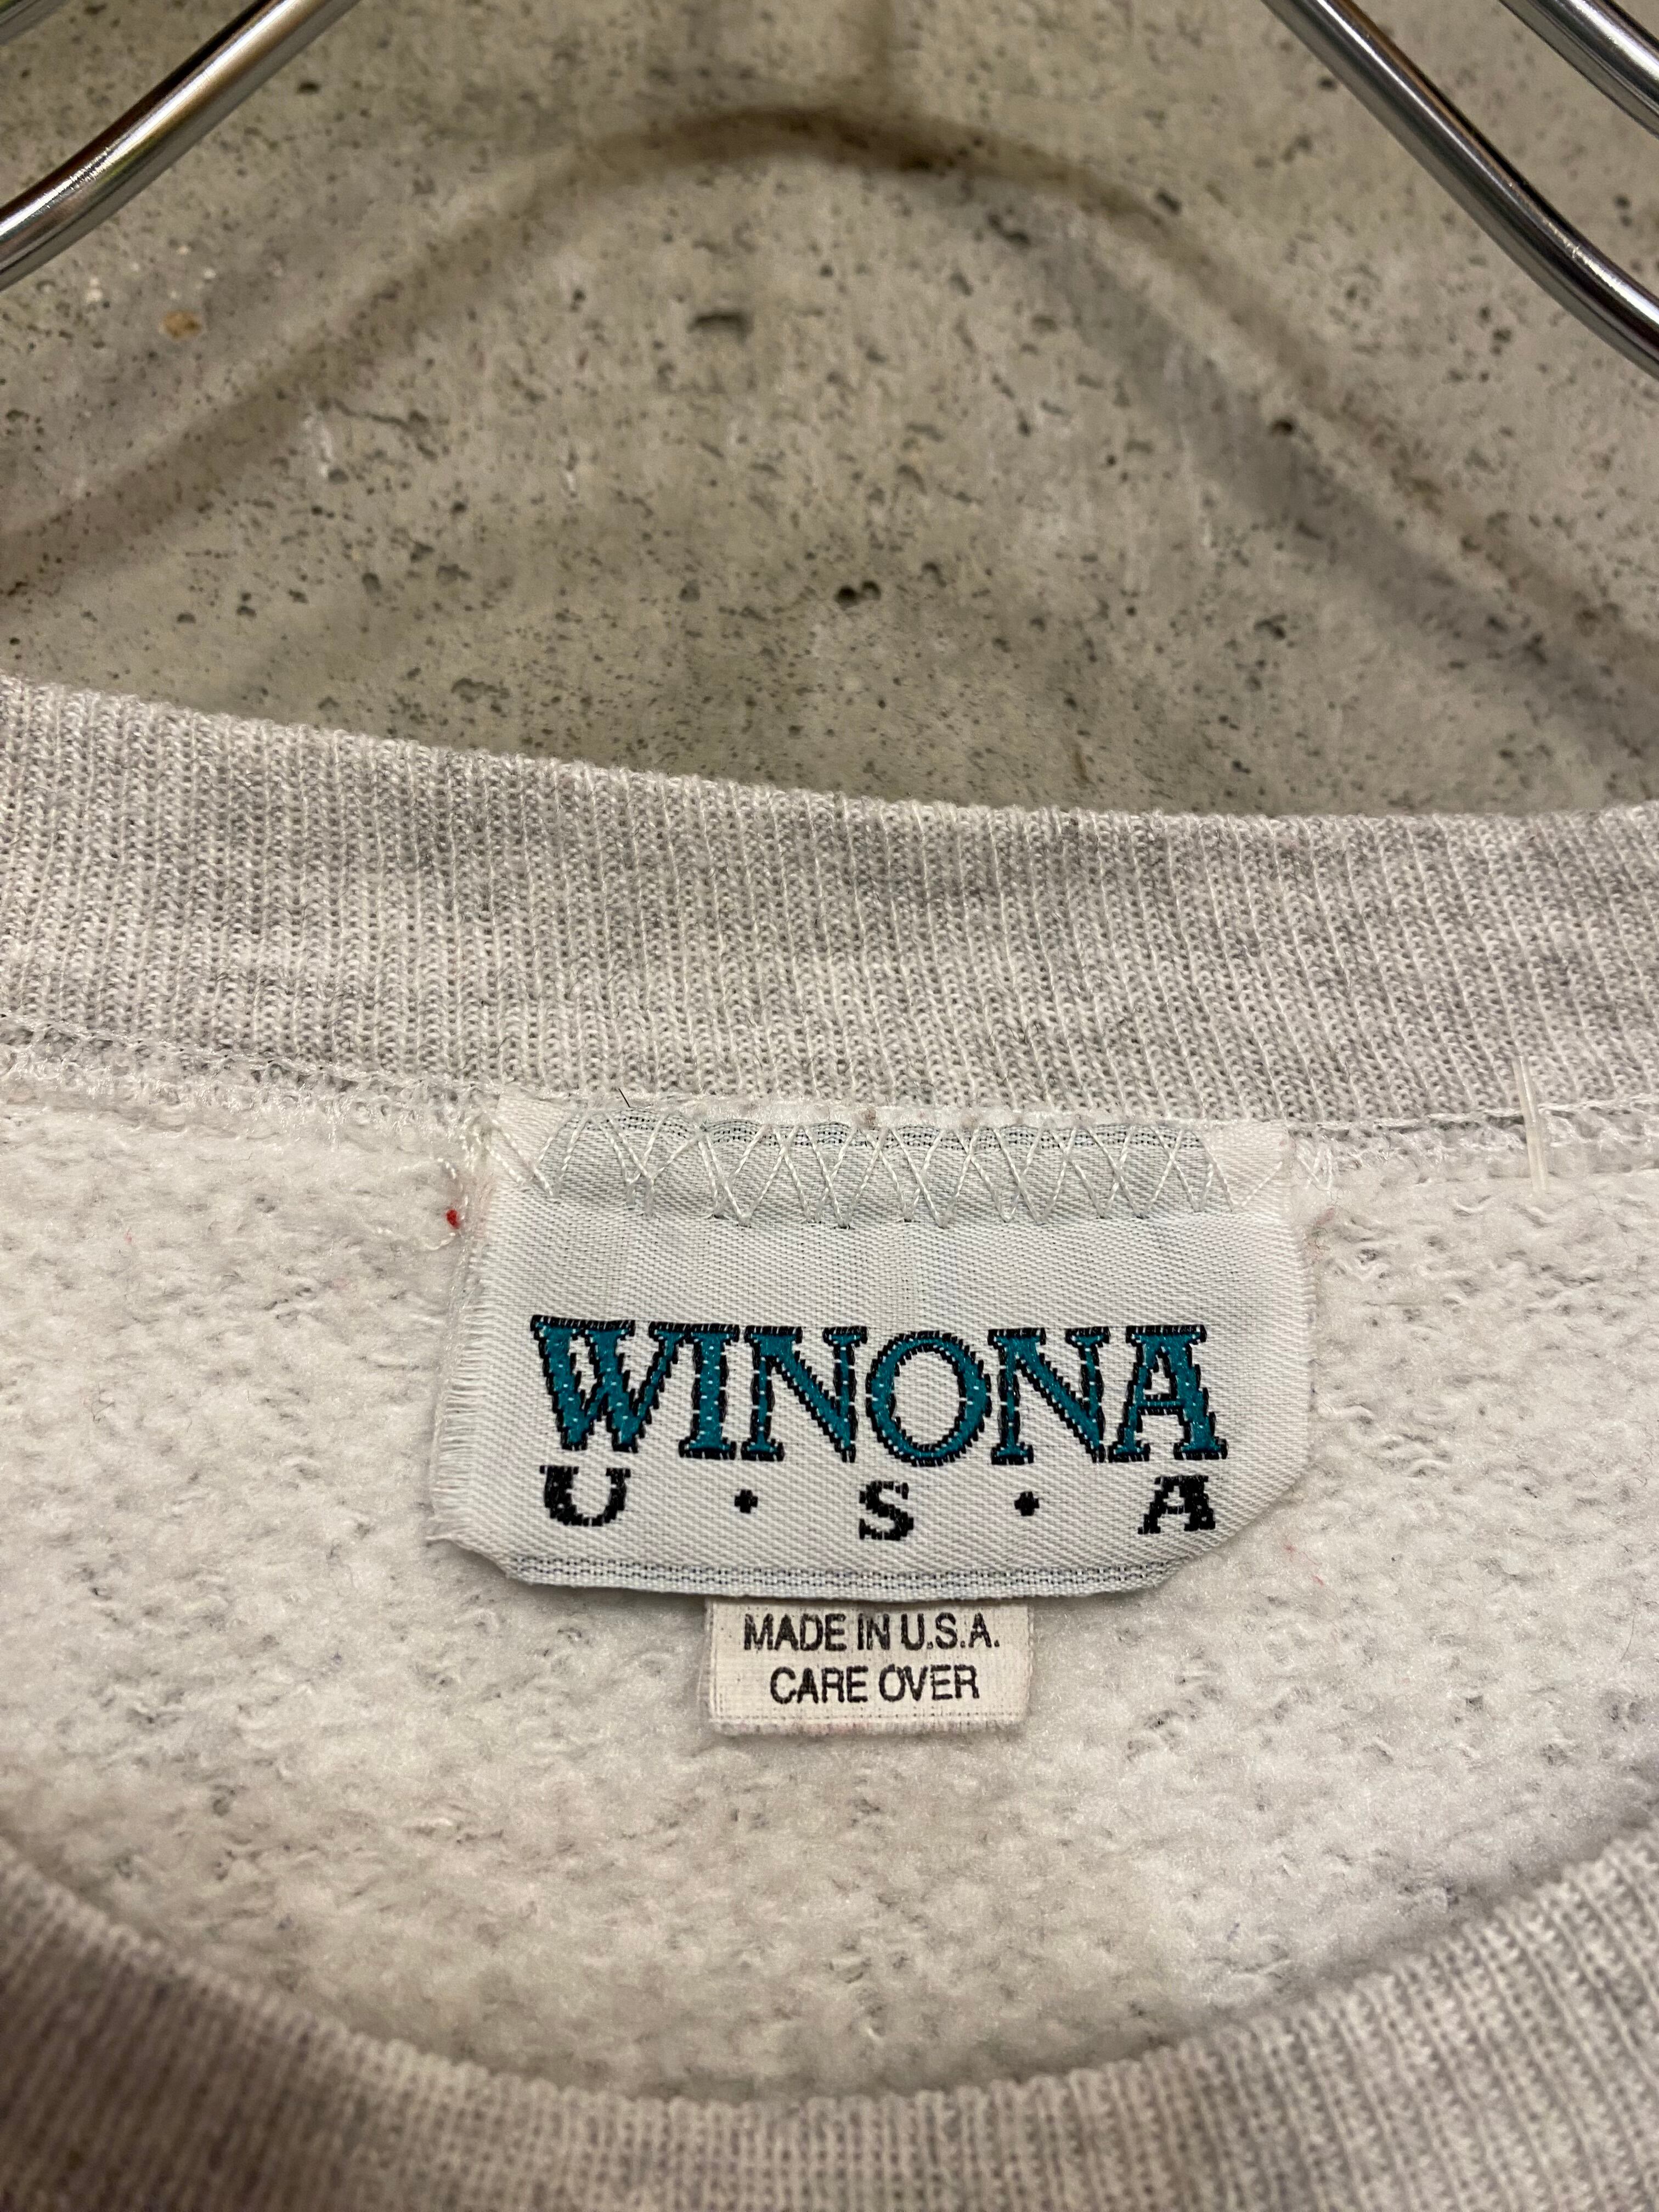 WINONA
U • S • A
MADE IN U.S.A.
CARE OVER